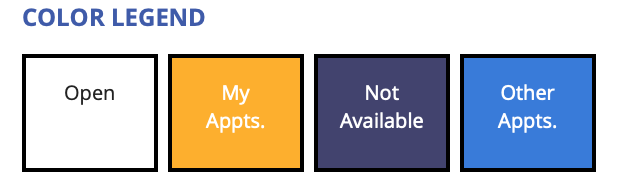 COLOR LEGEND
Open
My
Appts.
Not
Available
Other
Appts.